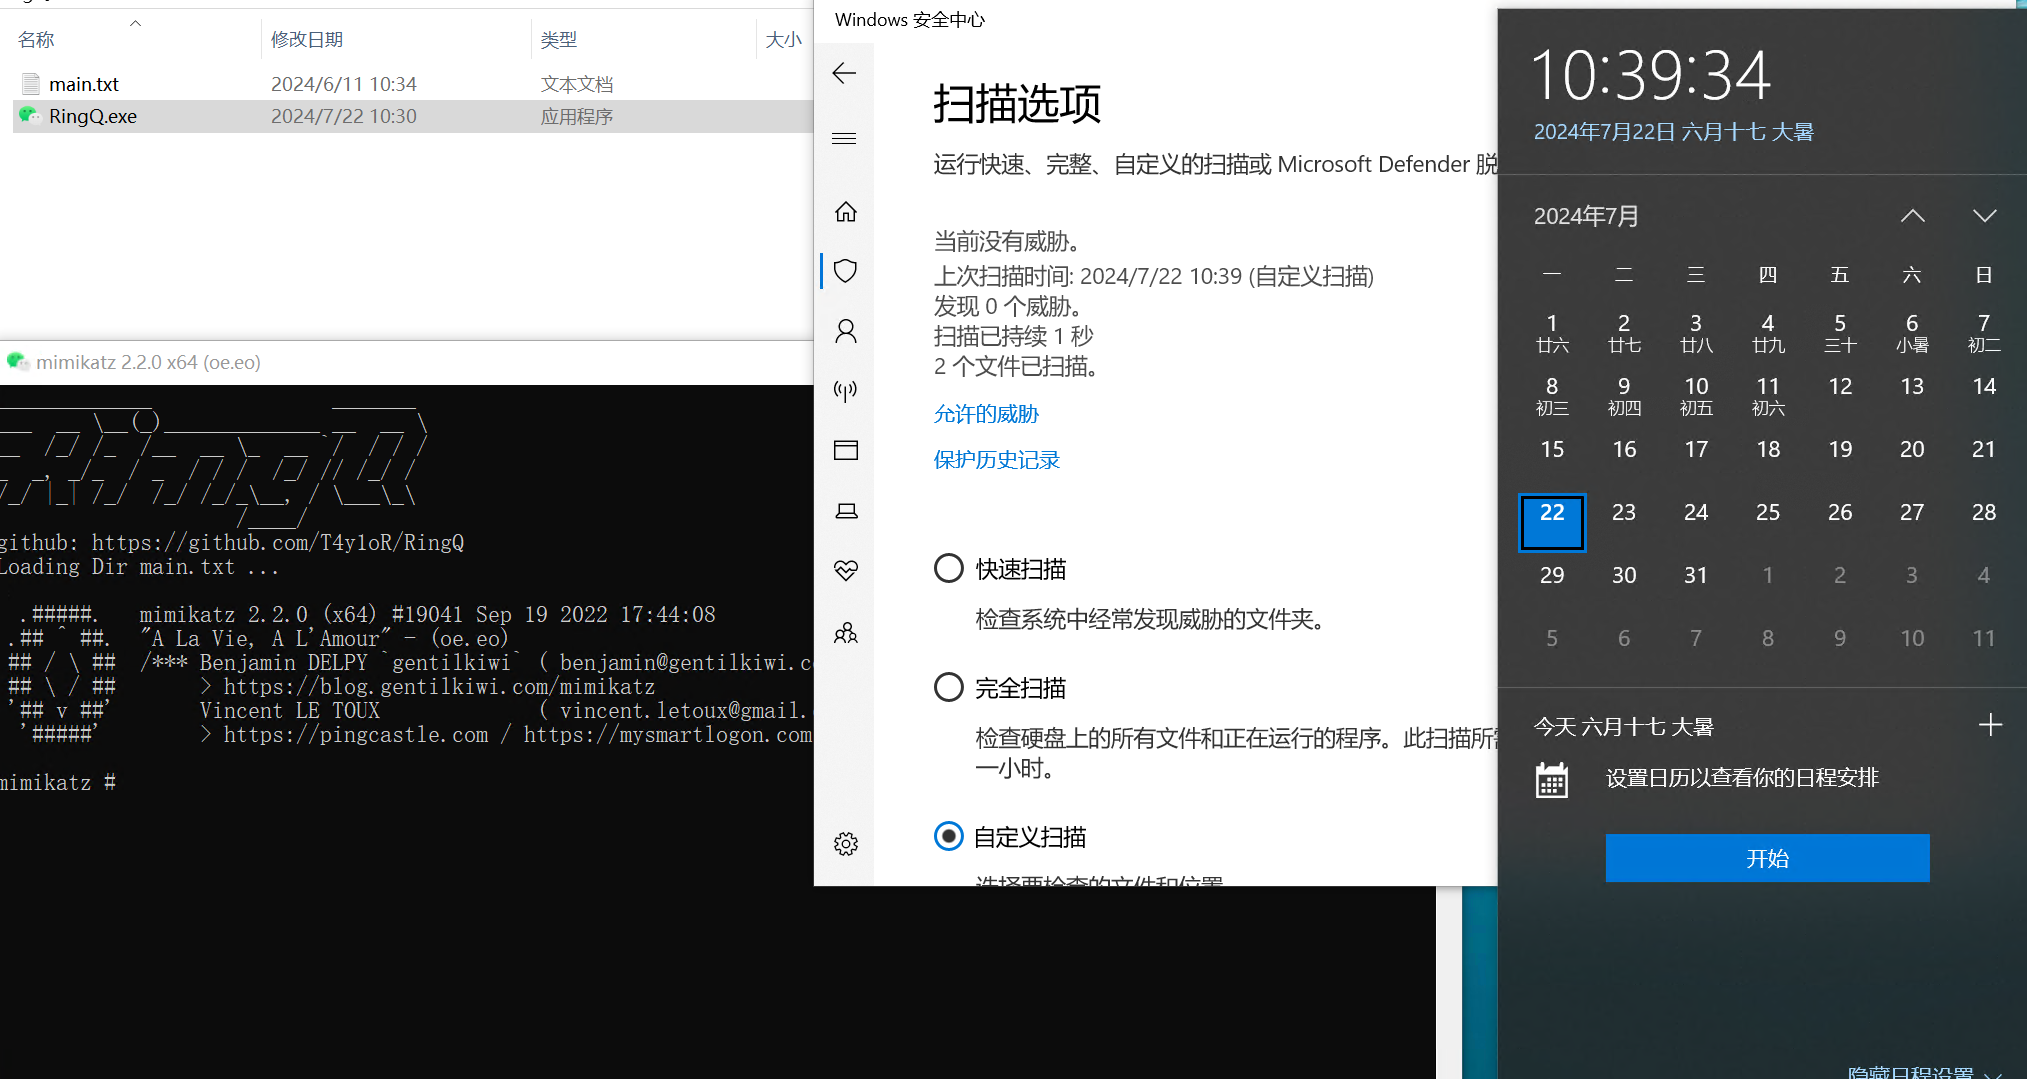 名称 修改日期 类型 大小
main.txt 2024/6/11 10:34 文本文档
RingQ.exe 2024/7/22 10:30 应用程序
mimikatz 2.2.0 x64 (oe.eo)
github: https://github.com/T4y1oR/RingQ
Loading Dir main.txt ...
.#####. mimikatz 2.2.0 (x64) #19041 Sep 19 2022 17:44:08
.## ^ ##. "A La Vie, A L'Amour" - (oe.eo)
## / \ ## /*** Benjamin DELPY `gentilkiwi` ( benjamin@gentilkiwi.c
## \ / ## > https://blog.gentilkiwi.com/mimikatz
'## v ##' Vincent LE TOUX ( vincent.letoux@gmail.
'#####' > https://pingcastle.com / https://mysmartlogon.com
mimikatz #
Windows 安全中心
扫描选项
运行快速、完整、自定义的扫描或 Microsoft Defender 脱
当前没有威胁。
上次扫描时间: 2024/7/22 10:39 (自定义扫描)
发现 0 个威胁。
扫描已持续 1 秒
2 个文件已扫描。
允许的威胁
保护历史记录
快速扫描
检查系统中经常发现威胁的文件夹。
完全扫描
检查硬盘上的所有文件和正在运行的程序。此扫描所
一小时。
自定义扫描
选择要检查的文件和位置
10:39:34
2024年7月22日 六月十七 大暑
2024年7月
一 二 三 四 五 六 日
1 2 3 4 5 6 7
廿六 廿七 廿八 廿九 三十 小暑 初二
8 9 10 11 12 13 14
初三 初四 初五 初六
15 16 17 18 19 20 21
22 23 24 25 26 27 28
29 30 31 1 2 3 4
5 6 7 8 9 10 11
今天 六月十七 大暑
设置日历以查看你的日程安排
开始
隐藏日程设置